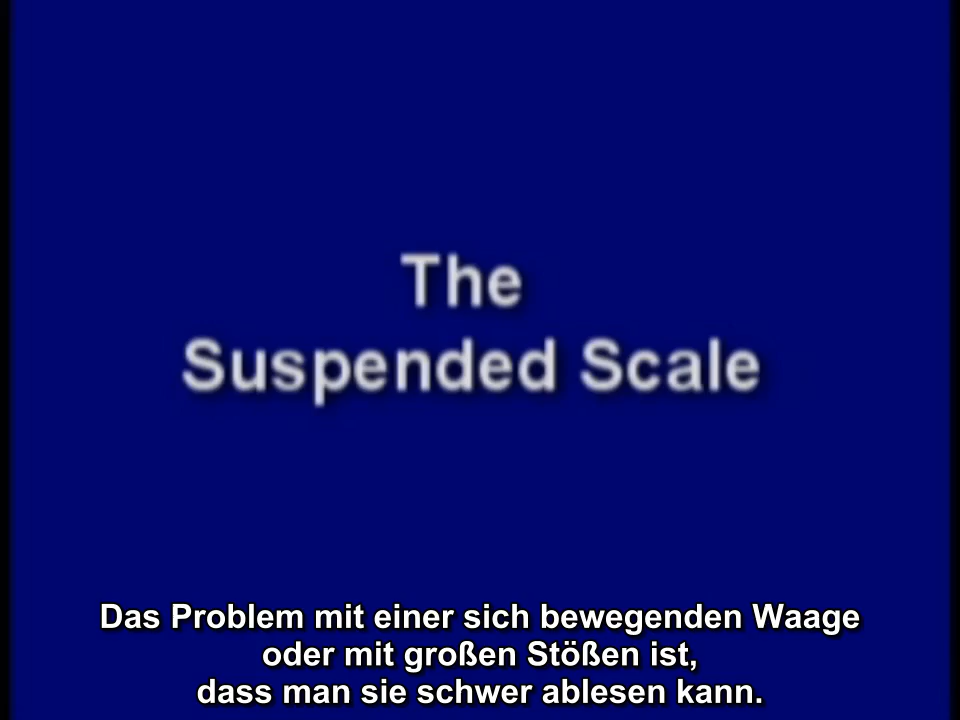 The
Suspended Scale
Das Problem mit einer sich bewegenden Waage
oder mit großen Stößen ist,
dass man sie schwer ablesen kann.